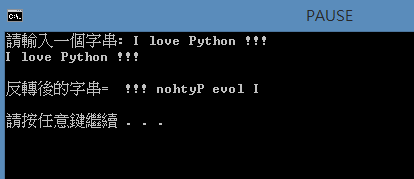 C:\. PAUSE
請輸入一個字串: I love Python !!!
I love Python !!!
反轉後的字串=  !!! nohtyP evol I
請按任意鍵繼續 . . .